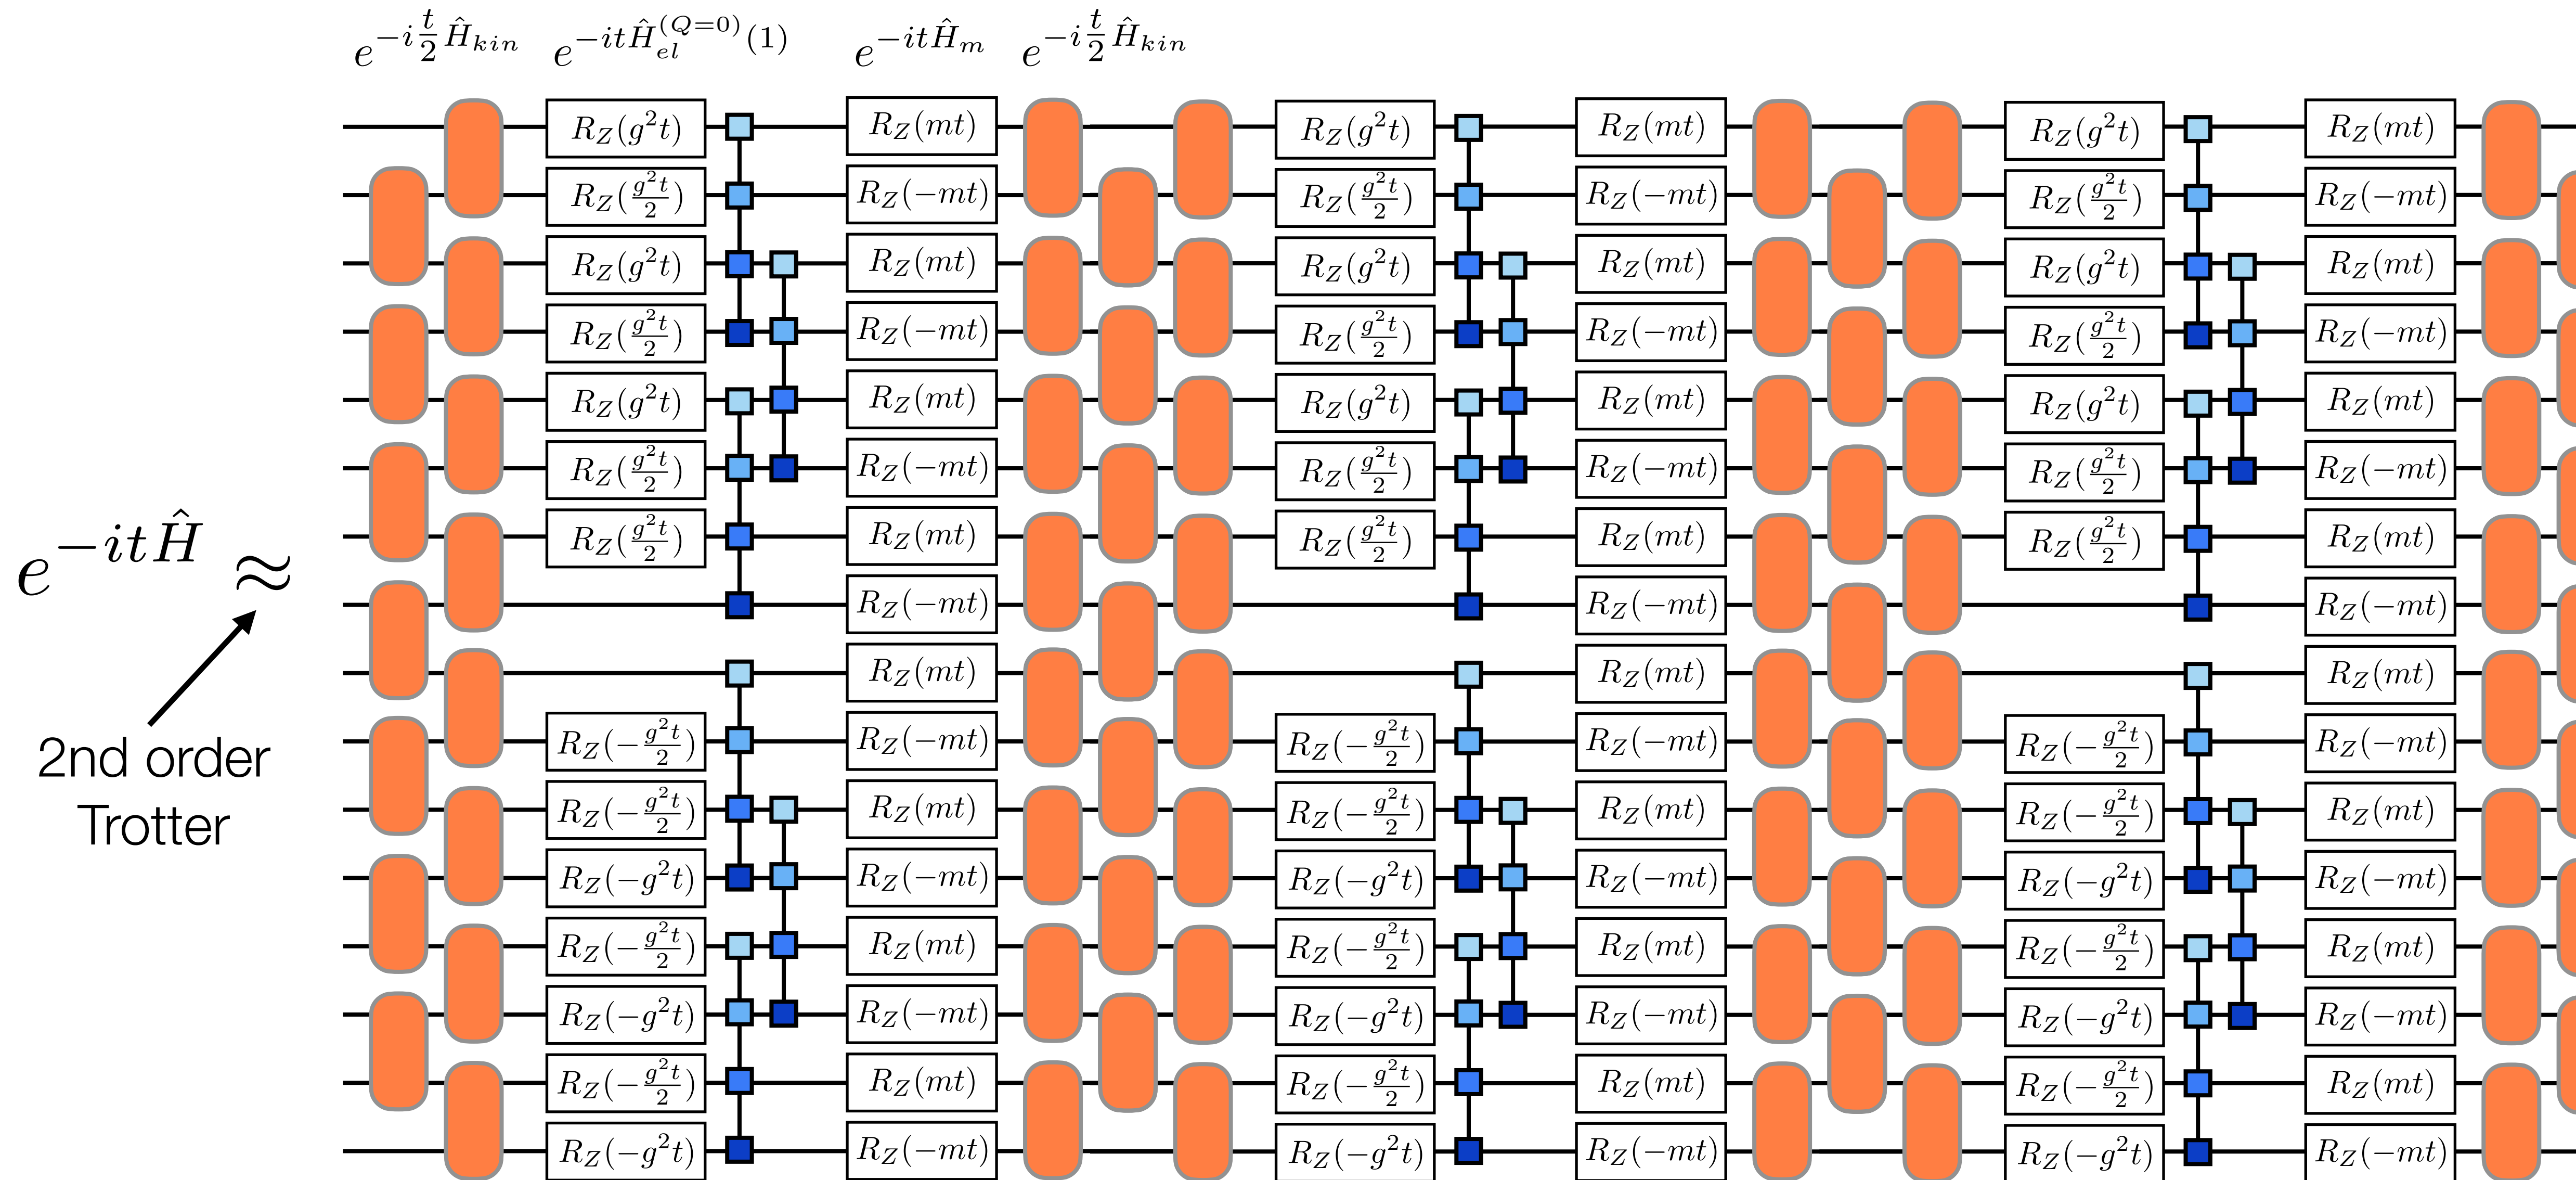 $e^{-i\frac{t}{2}\hat{H}_{kin}}$ $e^{-it\hat{H}_{el}^{(Q=0)}(1)}$ $e^{-it\hat{H}_m}$ $e^{-i\frac{t}{2}\hat{H}_{kin}}$
$e^{-it\hat{H}} \approx$
2nd order
Trotter
$R_Z(g^2t)$ $R_Z(mt)$ $R_Z(g^2t)$ $R_Z(mt)$ $R_Z(g^2t)$ $R_Z(mt)$
$R_Z(\frac{g^2t}{2})$ $R_Z(-mt)$ $R_Z(\frac{g^2t}{2})$ $R_Z(-mt)$ $R_Z(\frac{g^2t}{2})$ $R_Z(-mt)$
$R_Z(g^2t)$ $R_Z(mt)$ $R_Z(g^2t)$ $R_Z(mt)$ $R_Z(g^2t)$ $R_Z(mt)$
$R_Z(\frac{g^2t}{2})$ $R_Z(-mt)$ $R_Z(\frac{g^2t}{2})$ $R_Z(-mt)$ $R_Z(\frac{g^2t}{2})$ $R_Z(-mt)$
$R_Z(g^2t)$ $R_Z(mt)$ $R_Z(g^2t)$ $R_Z(mt)$ $R_Z(g^2t)$ $R_Z(mt)$
$R_Z(\frac{g^2t}{2})$ $R_Z(-mt)$ $R_Z(\frac{g^2t}{2})$ $R_Z(-mt)$ $R_Z(\frac{g^2t}{2})$ $R_Z(-mt)$
$R_Z(\frac{g^2t}{2})$ $R_Z(mt)$ $R_Z(\frac{g^2t}{2})$ $R_Z(mt)$ $R_Z(\frac{g^2t}{2})$ $R_Z(mt)$
$R_Z(-mt)$ $R_Z(-mt)$ $R_Z(-mt)$
$R_Z(mt)$ $R_Z(mt)$ $R_Z(mt)$
$R_Z(-\frac{g^2t}{2})$ $R_Z(-mt)$ $R_Z(-\frac{g^2t}{2})$ $R_Z(-mt)$ $R_Z(-\frac{g^2t}{2})$ $R_Z(-mt)$
$R_Z(-\frac{g^2t}{2})$ $R_Z(mt)$ $R_Z(-\frac{g^2t}{2})$ $R_Z(mt)$ $R_Z(-\frac{g^2t}{2})$ $R_Z(mt)$
$R_Z(-g^2t)$ $R_Z(-mt)$ $R_Z(-g^2t)$ $R_Z(-mt)$ $R_Z(-g^2t)$ $R_Z(-mt)$
$R_Z(-\frac{g^2t}{2})$ $R_Z(mt)$ $R_Z(-\frac{g^2t}{2})$ $R_Z(mt)$ $R_Z(-\frac{g^2t}{2})$ $R_Z(mt)$
$R_Z(-g^2t)$ $R_Z(-mt)$ $R_Z(-g^2t)$ $R_Z(-mt)$ $R_Z(-g^2t)$ $R_Z(-mt)$
$R_Z(-\frac{g^2t}{2})$ $R_Z(mt)$ $R_Z(-\frac{g^2t}{2})$ $R_Z(mt)$ $R_Z(-\frac{g^2t}{2})$ $R_Z(mt)$
$R_Z(-g^2t)$ $R_Z(-mt)$ $R_Z(-g^2t)$ $R_Z(-mt)$ $R_Z(-g^2t)$ $R_Z(-mt)$